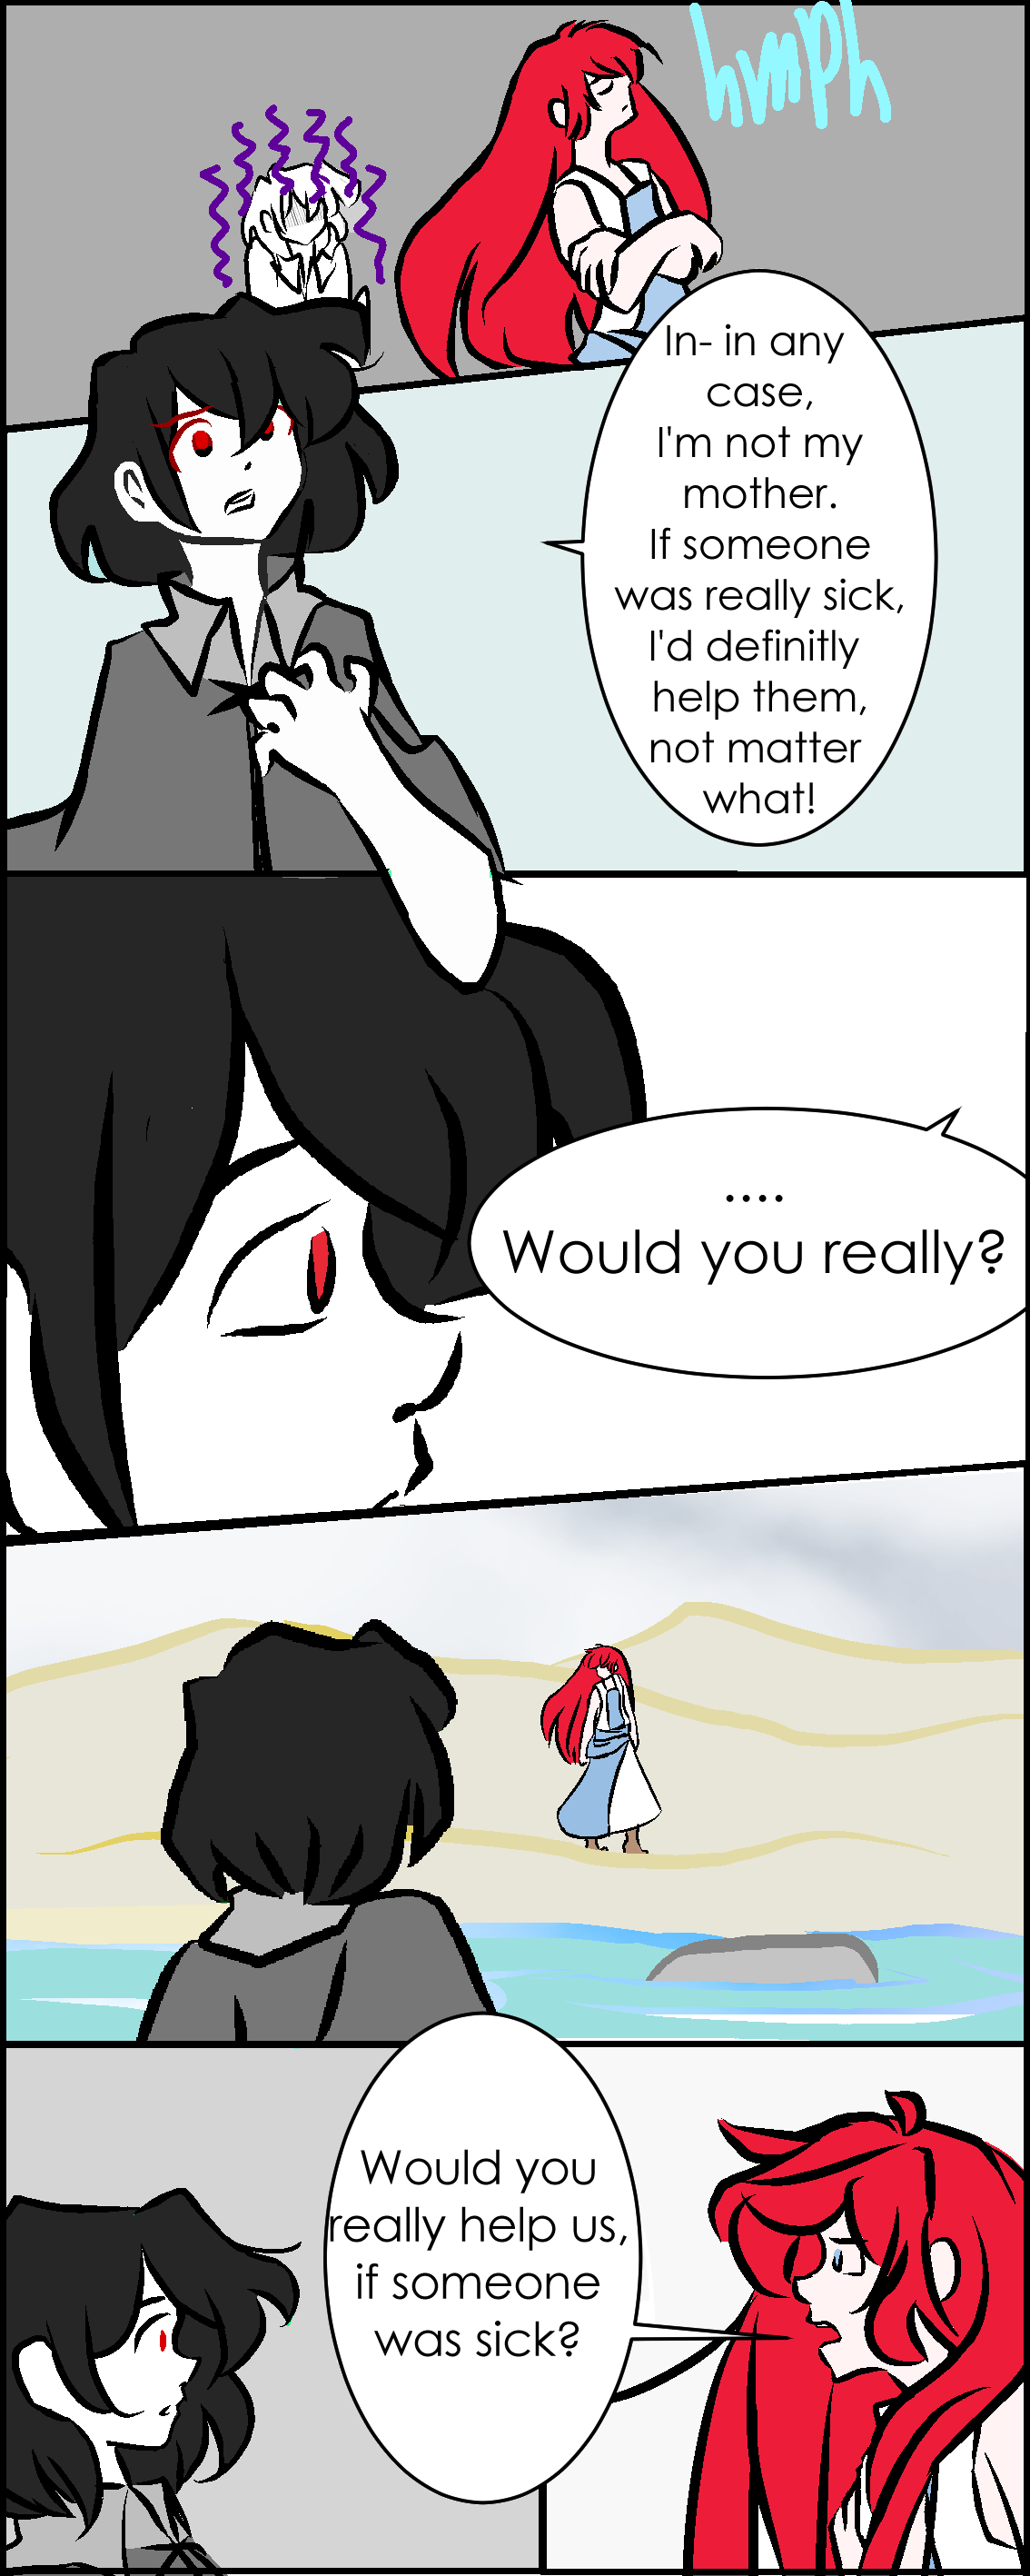 hmph
In- in any
case,
I'm not my
mother.
If someone
was really sick,
I'd definitly
help them,
not matter
what!
....
Would you really?
Would you
really help us,
if someone
was sick?